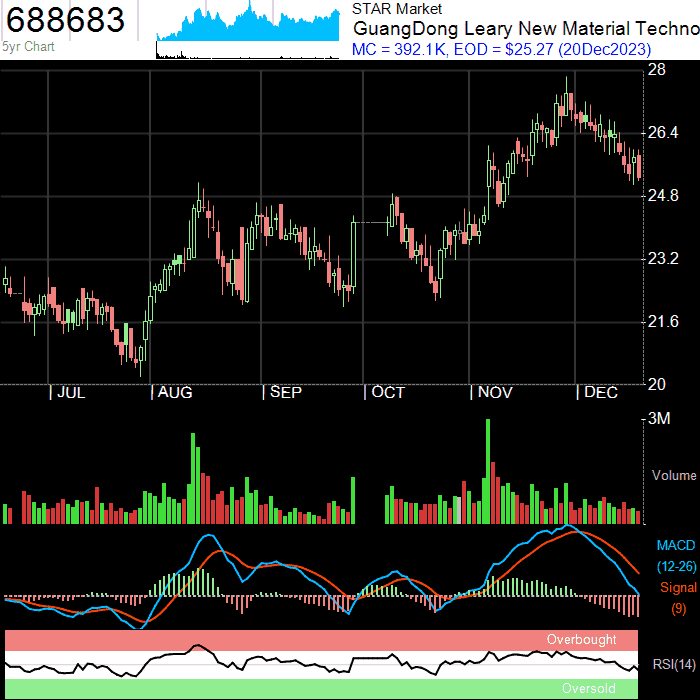 688683
5yr Chart
STAR Market
GuangDong Leary New Material Techno
MC = 392.1K, EOD = $25.27 (20Dec2023)
28
26.4
24.8
23.2
21.6
20
| JUL | AUG | SEP | OCT | NOV | DEC
3M
Volume
MACD
(12-26)
Signal
(9)
Overbought
RSI(14)
Oversold